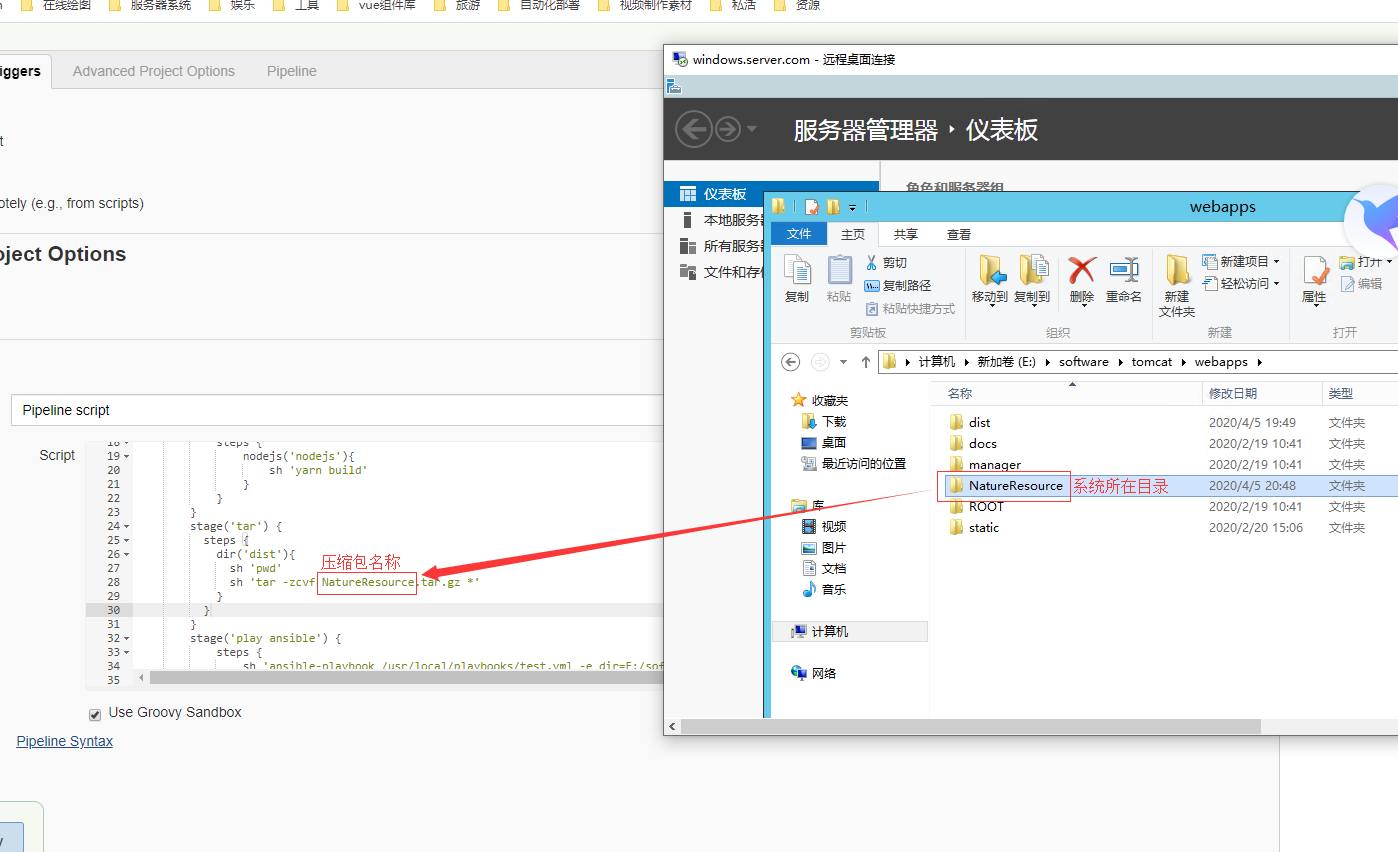 在线绘图
服务器系统
娱乐
工具
vue组件库
旅游
自动化部署
视频制作素材
私活
资源
iggers
Advanced Project Options
Pipeline
t
otely (e.g., from scripts)
oject Options
Pipeline script
Script
18 steps {
19 nodejs('nodejs'){
20 sh 'yarn build'
21 }
22 }
23 }
24 stage('tar') {
25 steps {
26 dir('dist'){
压缩包名称
27 sh 'pwd'
28 sh 'tar -zcvf NatureResource.tar.gz *'
29 }
30 }
31 }
32 stage('play ansible') {
33 steps {
34 sh 'ansible-playbook /usr/local/playbooks/test.yml -e dir=E:/sof
35
Use Groovy Sandbox
Pipeline Syntax
windows.server.com - 远程桌面连接
服务器管理器 仪表板
仪表板
本地服务器
所有服务器
文件和存储
角色和服务器组
webapps
文件
主页
共享
查看
复制
粘贴
剪切
复制路径
粘贴快捷方式
剪贴板
移动到
复制到
删除
重命名
组织
新建
文件夹
新建项目
轻松访问
新建
属性
打开
编辑
打开
计算机 新加卷 (E:) software tomcat webapps
收藏夹
下载
桌面
最近访问的位置
库
视频
图片
文档
音乐
计算机
网络
名称 修改日期 类型
dist 2020/4/5 19:49 文件夹
docs 2020/2/19 10:41 文件夹
manager 2020/2/19 10:41 文件夹
NatureResource 系统所在目录 2020/4/5 20:48 文件夹
ROOT 2020/2/19 10:41 文件夹
static 2020/2/20 15:06 文件夹